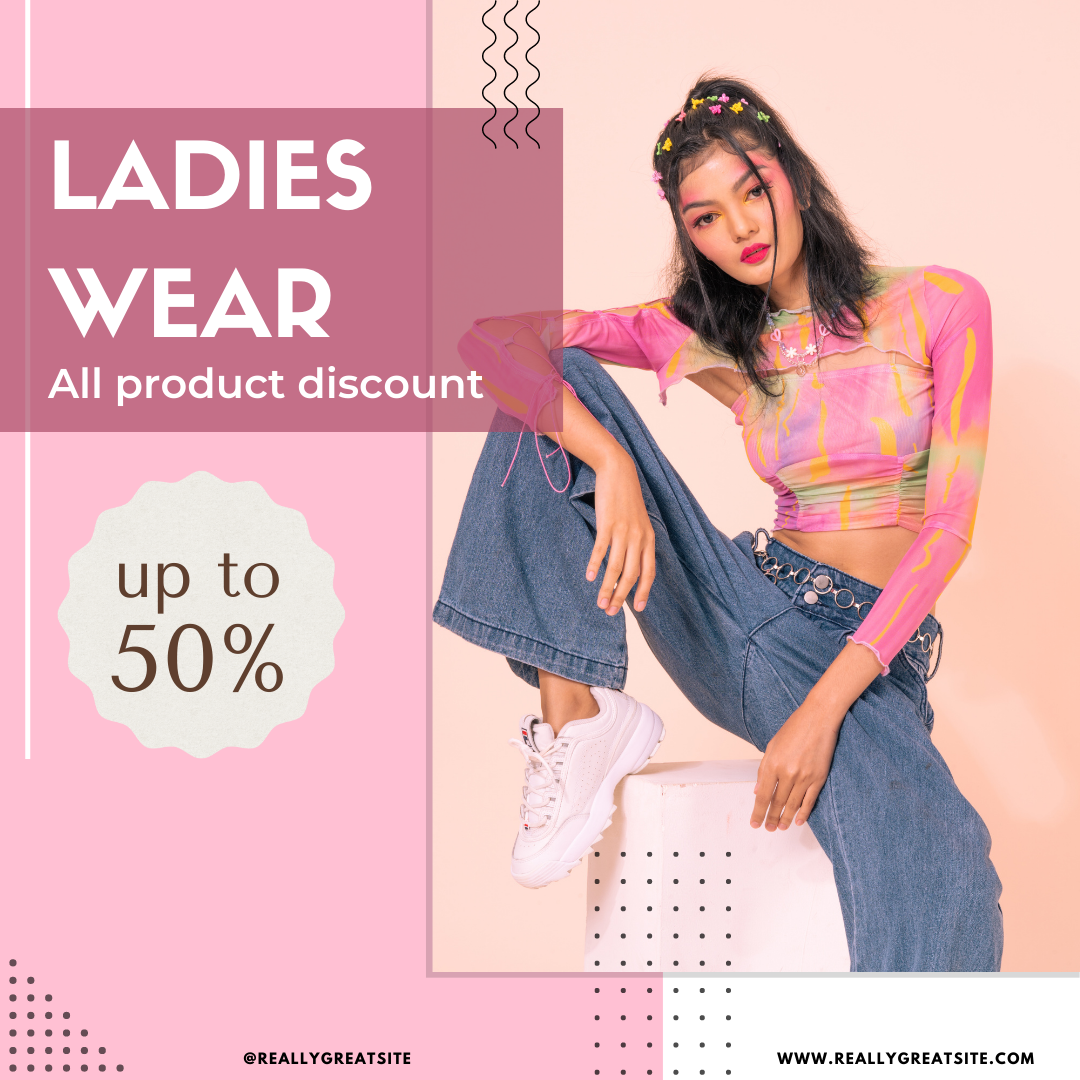 LADIES
WEAR
All product discount
up to
50%
@REALLYGREATSITE
WWW.REALLYGREATSITE.COM